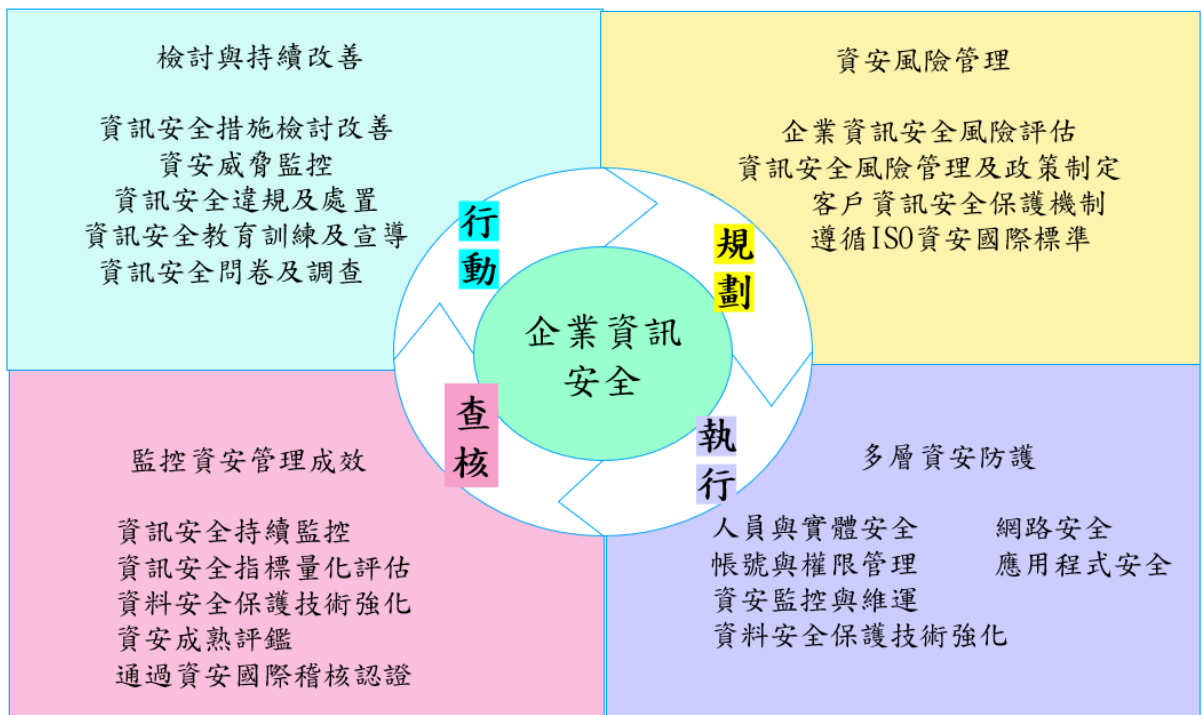 檢討與持續改善
資訊安全措施檢討改善
資安威脅監控
資訊安全違規及處置
資訊安全教育訓練及宣導
資訊安全問卷及調查
資安風險管理
企業資訊安全風險評估
資訊安全風險管理及政策制定
客戶資訊安全保護機制
遵循ISO資安國際標準
行動
規劃
企業資訊
安全
查核
執行
監控資安管理成效
資訊安全持續監控
資訊安全指標量化評估
資料安全保護技術強化
資安成熟評鑑
通過資安國際稽核認證
多層資安防護
人員與實體安全 網路安全
帳號與權限管理 應用程式安全
資安監控與維運
資料安全保護技術強化